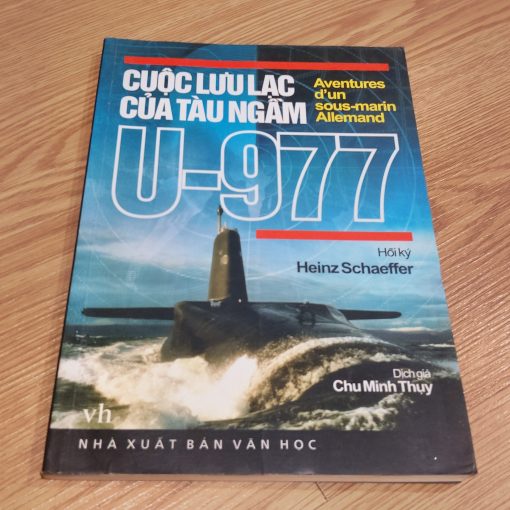 CUỘC LƯU LẠC
CỦA TÀU NGẦM
Aventures
d'un
sous-marin
Allemand
U-977
Hồi ký
Heinz Schaeffer
Dịch giả
Chu Minh Thụy
vh
NHÀ XUẤT BẢN VĂN HỌC